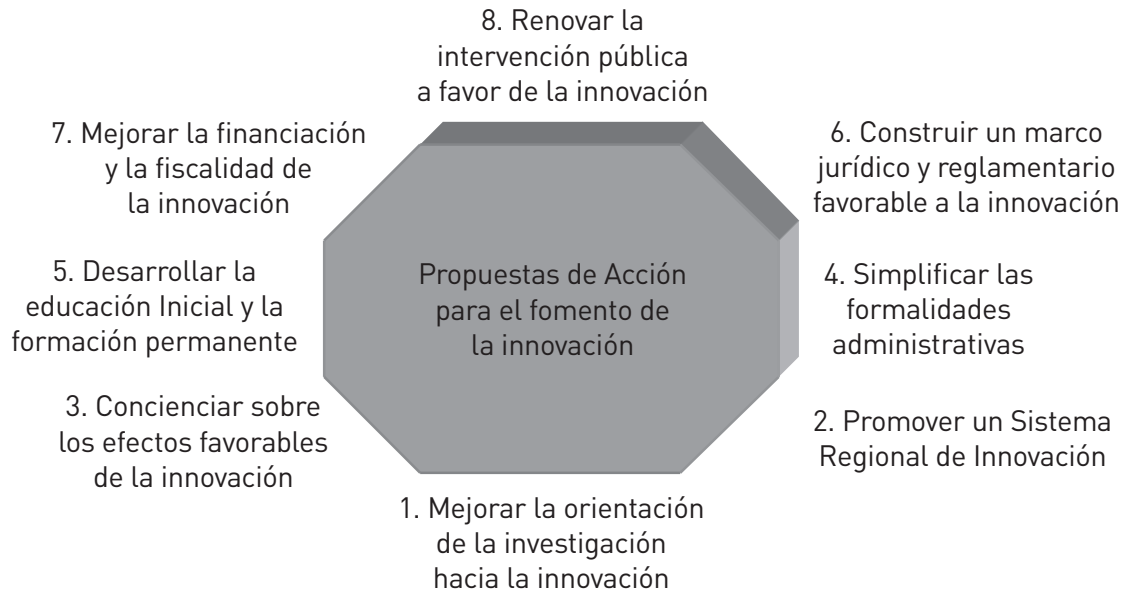 8. Renovar la
intervención pública
a favor de la innovación
7. Mejorar la financiación
y la fiscalidad de
la innovación
6. Construir un marco
jurídico y reglamentario
favorable a la innovación
5. Desarrollar la
educación Inicial y la
formación permanente
Propuestas de Acción
para el fomento de
la innovación
4. Simplificar las
formalidades
administrativas
3. Concienciar sobre
los efectos favorables
de la innovación
2. Promover un Sistema
Regional de Innovación
1. Mejorar la orientación
de la investigación
hacia la innovación